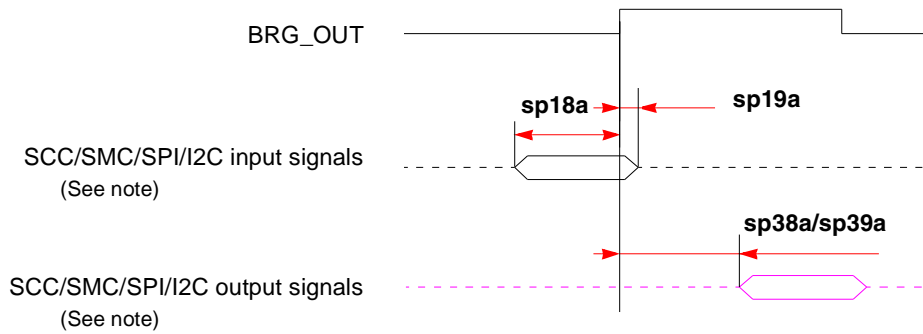 BRG_OUT
sp18a
sp19a
SCC/SMC/SPI/I2C input signals
(See note)
sp38a/sp39a
SCC/SMC/SPI/I2C output signals
(See note)